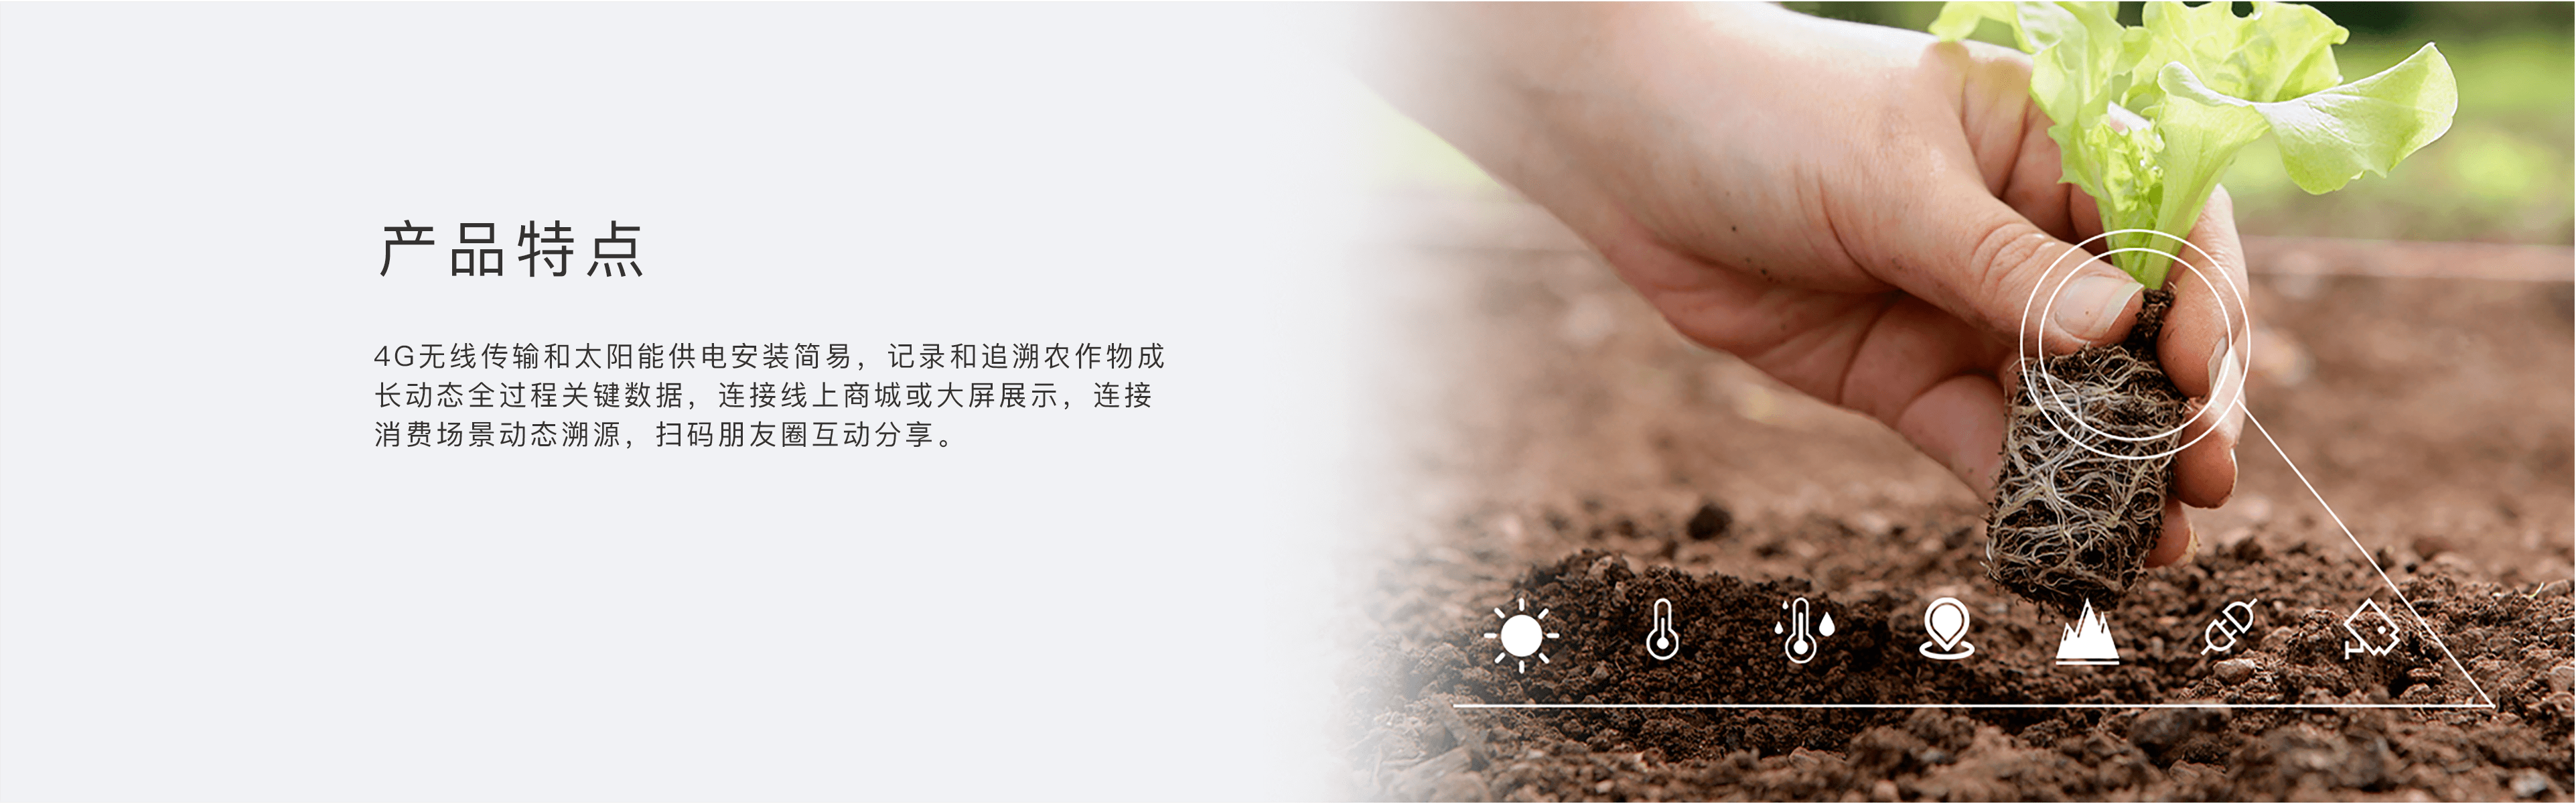 产品特点
4G无线传输和太阳能供电安装简易，记录和追溯农作物成
长动态全过程关键数据，连接线上商城或大屏展示，连接
消费场景动态溯源，扫码朋友圈互动分享。